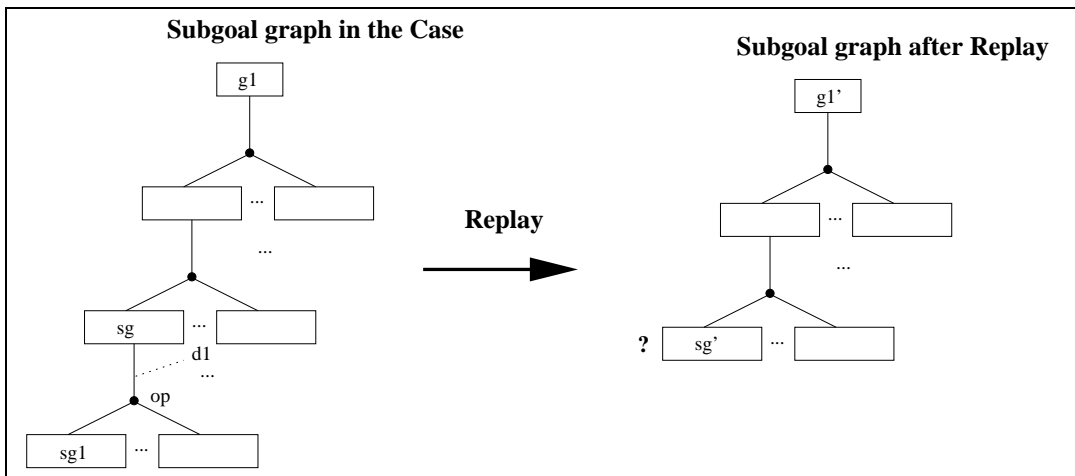 Subgoal graph in the Case
g1
...
...
sg
...
d1
...
op
sg1
...
Replay
Subgoal graph after Replay
g1’
...
...
? sg’ ...